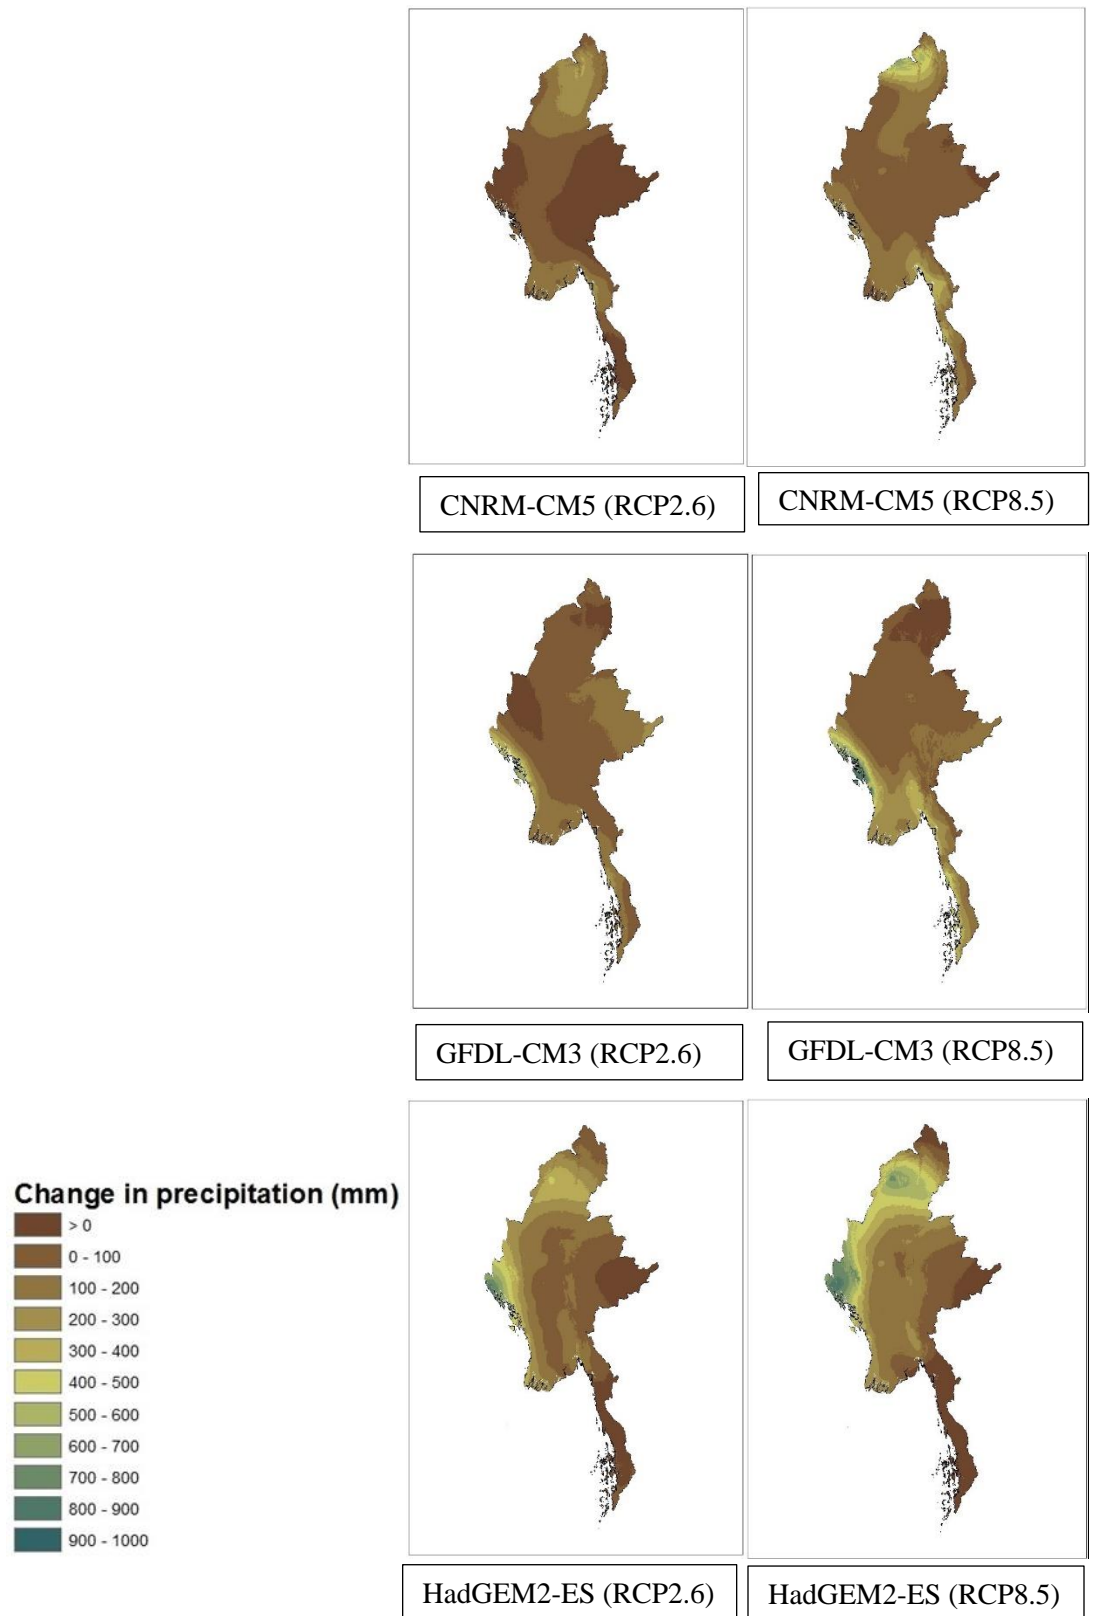 CNRM-CM5 (RCP2.6)
CNRM-CM5 (RCP8.5)
GFDL-CM3 (RCP2.6)
GFDL-CM3 (RCP8.5)
Change in precipitation (mm)
> 0
0 - 100
100 - 200
200 - 300
300 - 400
400 - 500
500 - 600
600 - 700
700 - 800
800 - 900
900 - 1000
HadGEM2-ES (RCP2.6)
HadGEM2-ES (RCP8.5)